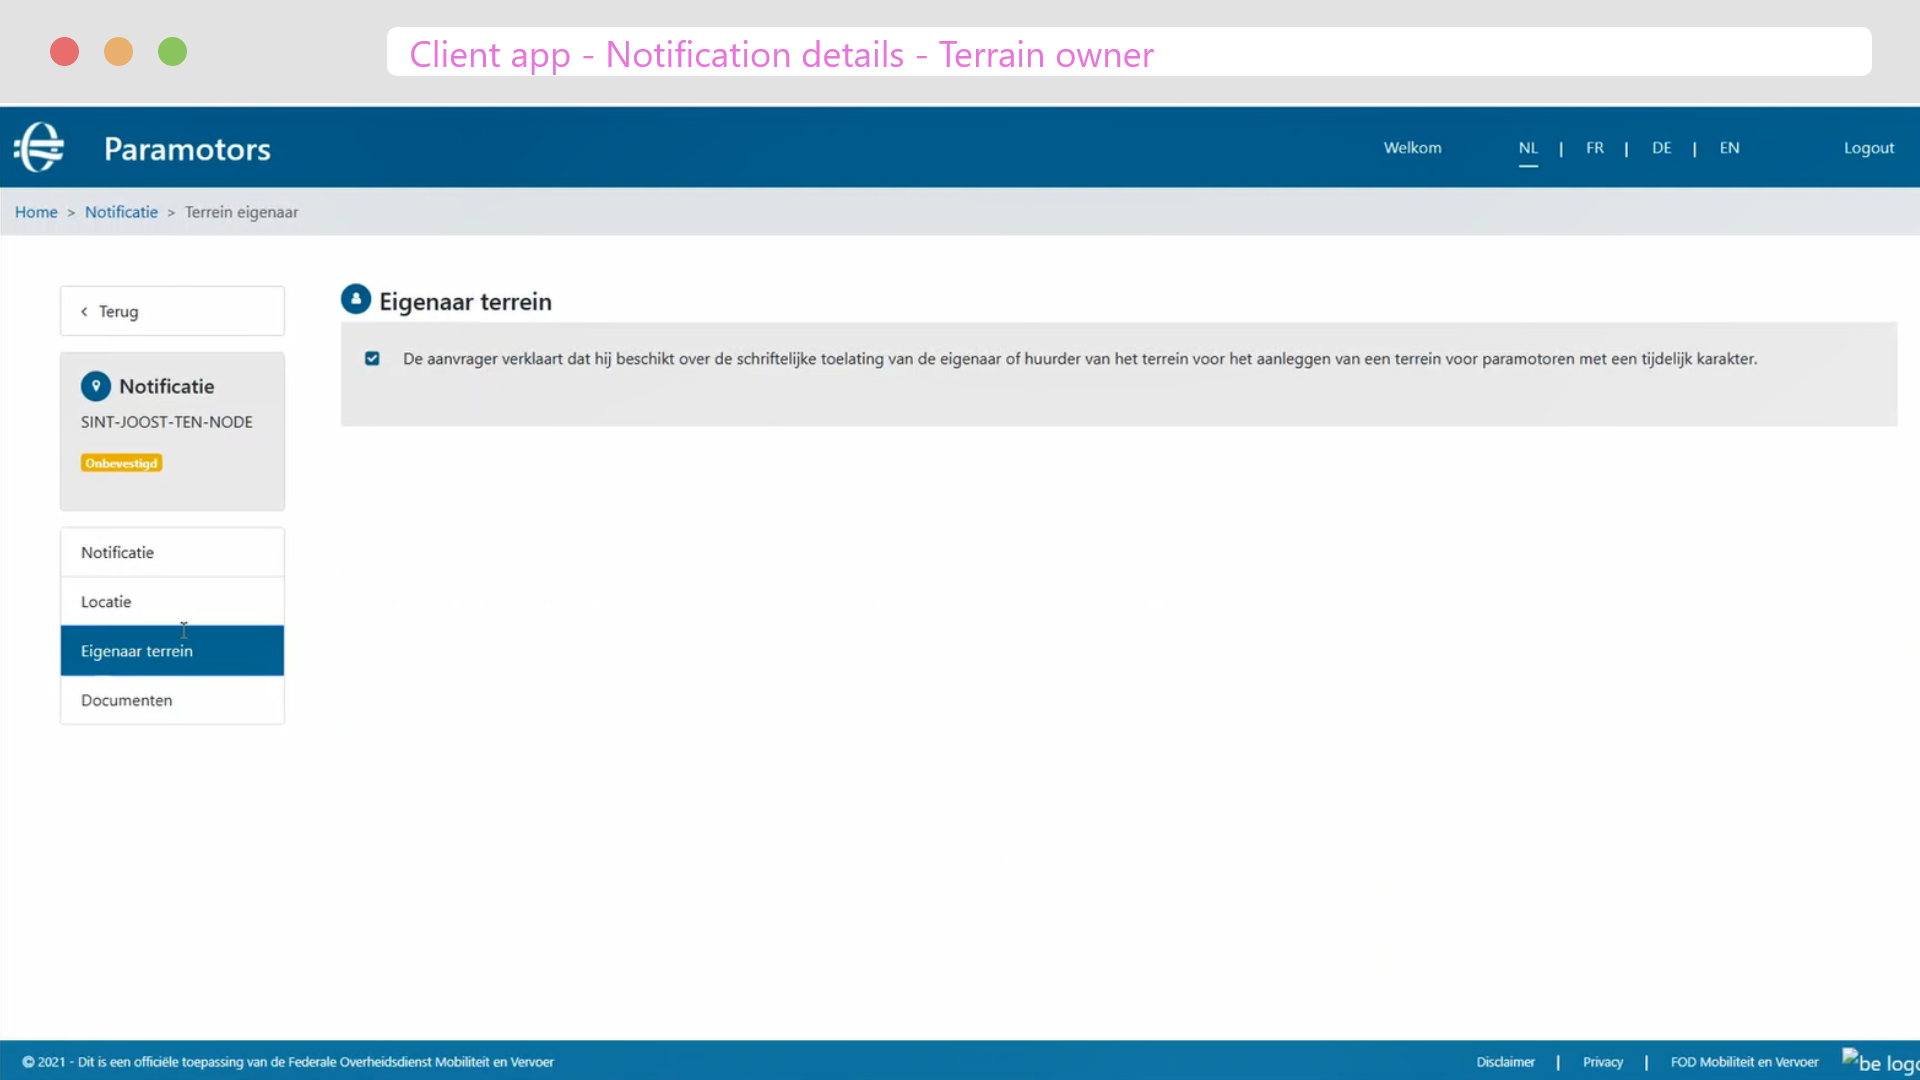 Client app - Notification details - Terrain owner
Paramotors
Welkom
NL | FR | DE | EN
Logout
Home > Notificatie > Terrein eigenaar
< Terug
Notificatie
SINT-JOOST-TEN-NODE
Onbevestigd
Notificatie
Locatie
Eigenaar terrein
Documenten
Eigenaar terrein
De aanvrager verklaart dat hij beschikt over de schriftelijke toelating van de eigenaar of huurder van het terrein voor het aanleggen van een terrein voor paramotoren met een tijdelijk karakter.
© 2021 - Dit is een officiële toepassing van de Federale Overheidsdienst Mobiliteit en Vervoer
Disclaimer | Privacy | FOD Mobiliteit en Vervoer
be logo